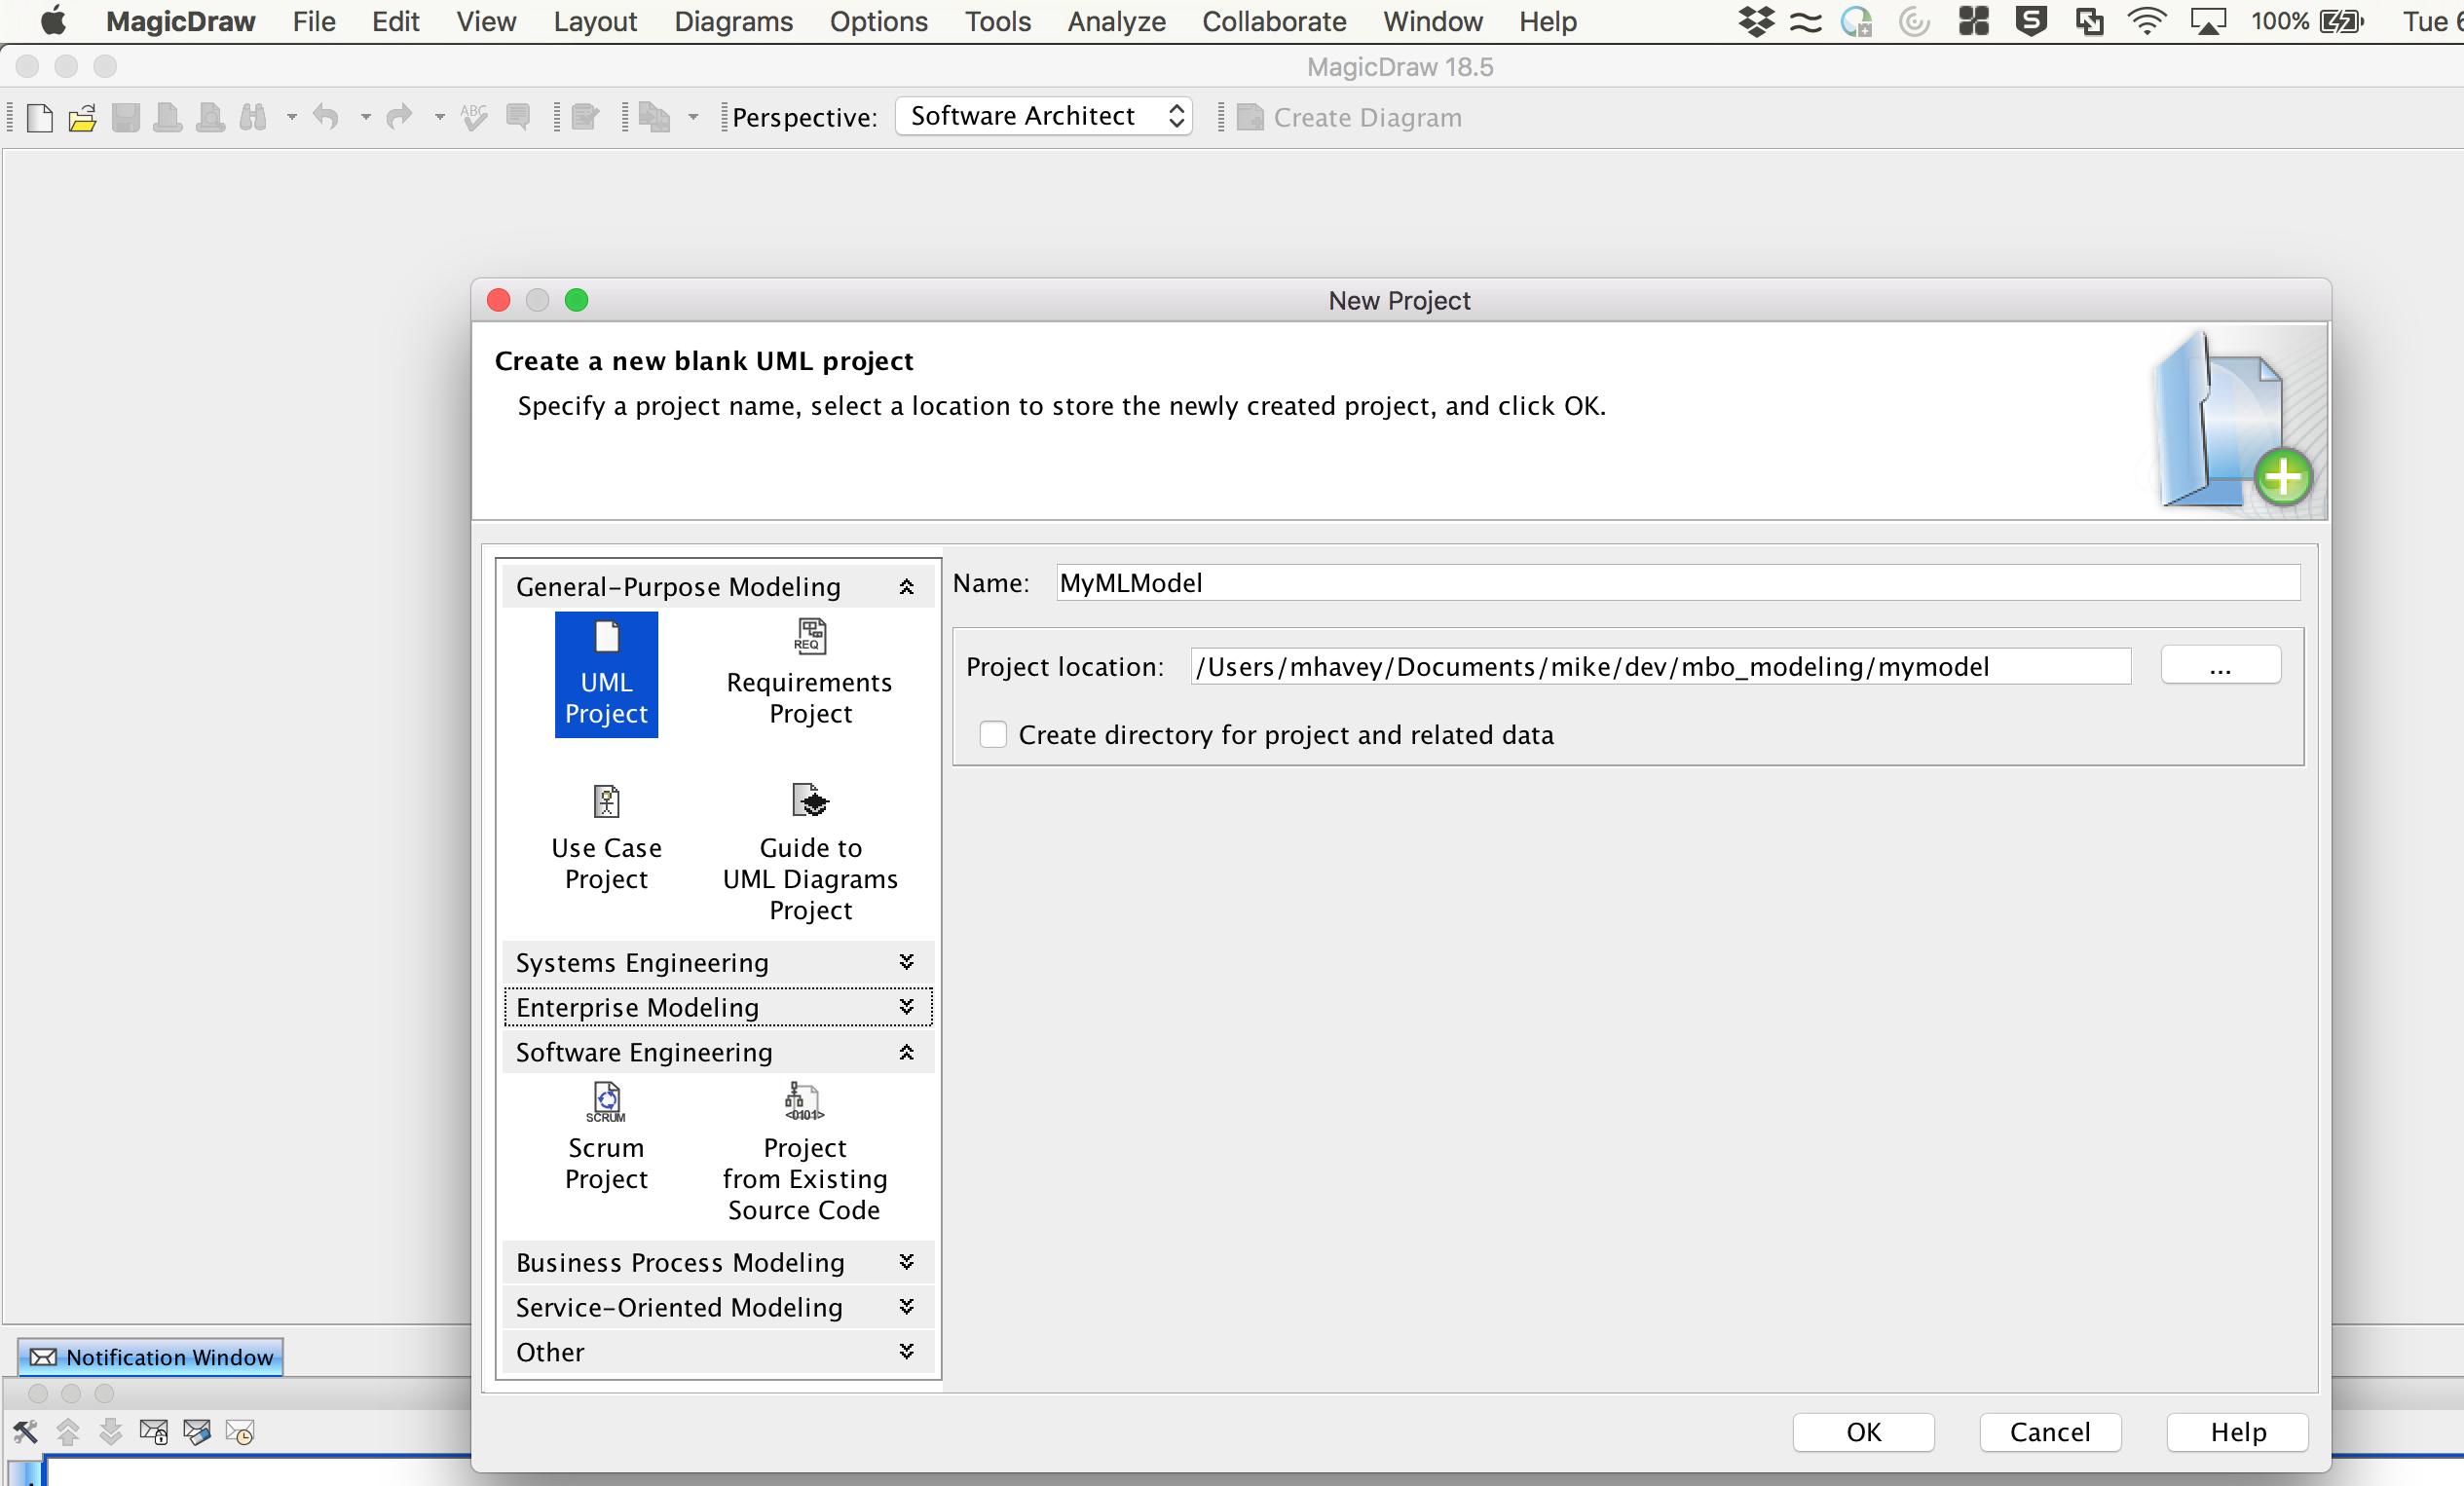 MagicDraw File Edit View Layout Diagrams Options Tools Analyze Collaborate Window Help 100% Tue
MagicDraw 18.5
ABC Perspective: Software Architect Create Diagram
New Project
Create a new blank UML project
Specify a project name, select a location to store the newly created project, and click OK.
General-Purpose Modeling
Name: MyMLModel
REQ
UML
Project
Requirements
Project
Project location: /Users/mhavey/Documents/mike/dev/mbo_modeling/mymodel ...
Create directory for project and related data
Use Case
Project
Guide to
UML Diagrams
Project
Systems Engineering
Enterprise Modeling
Software Engineering
SCRUM
<0101>
Scrum
Project
Project
from Existing
Source Code
Business Process Modeling
Service-Oriented Modeling
Other
Notification Window
OK Cancel Help